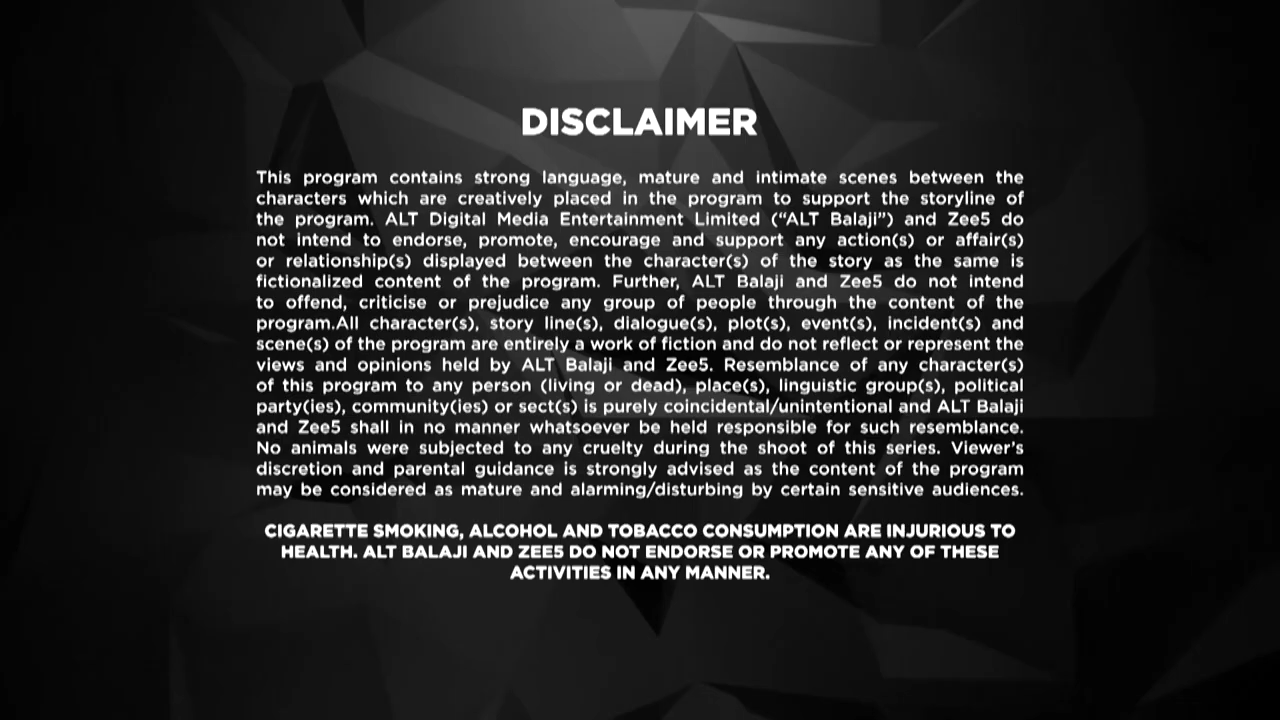 DISCLAIMER
This program contains strong language, mature and intimate scenes between the
characters which are creatively placed in the program to support the storyline of
the program. ALT Digital Media Entertainment Limited (“ALT Balaji”) and Zee5 do
not intend to endorse, promote, encourage and support any action(s) or affair(s)
or relationship(s) displayed between the character(s) of the story as the same is
fictionalized content of the program. Further, ALT Balaji and Zee5 do not intend
to offend, criticise or prejudice any group of people through the content of the
program.All character(s), story line(s), dialogue(s), plot(s), event(s), incident(s) and
scene(s) of the program are entirely a work of fiction and do not reflect or represent the
views and opinions held by ALT Balaji and Zee5. Resemblance of any character(s)
of this program to any person (living or dead), place(s), linguistic group(s), political
party(ies), community(ies) or sect(s) is purely coincidental/unintentional and ALT Balaji
and Zee5 shall in no manner whatsoever be held responsible for such resemblance.
No animals were subjected to any cruelty during the shoot of this series. Viewer’s
discretion and parental guidance is strongly advised as the content of the program
may be considered as mature and alarming/disturbing by certain sensitive audiences.
CIGARETTE SMOKING, ALCOHOL AND TOBACCO CONSUMPTION ARE INJURIOUS TO
HEALTH. ALT BALAJI AND ZEE5 DO NOT ENDORSE OR PROMOTE ANY OF THESE
ACTIVITIES IN ANY MANNER.